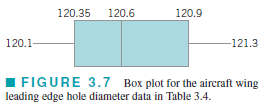 120.35 120.6 120.9
120.1 121.3
■ FIGURE 3.7 Box plot for the aircraft wing
leading edge hole diameter data in Table 3.4.